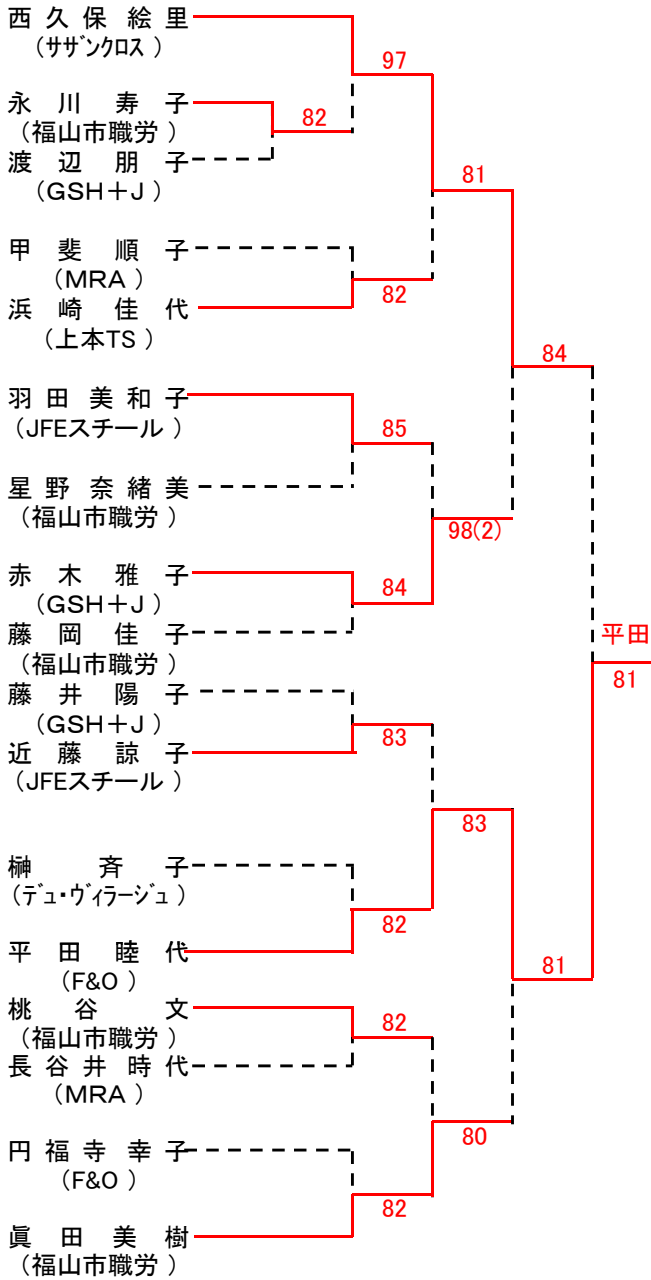 西久保絵里
(サザンクロス)
97
永川寿子
82
(福山市職労)
渡辺朋子
(GSH+J)
81
甲斐順子
(MRA)
82
浜崎佳代
(上本TS)
84
羽田美和子
(JFEスチール)
85
星野奈緒美
(福山市職労)
98(2)
赤木雅子
84
(GSH+J)
藤岡佳子
(福山市職労)
平田
81
藤井陽子
(GSH+J)
83
近藤諒子
(JFEスチール)
83
榊斉子
(デュ・ヴィラージュ)
82
平田睦代
(F&O)
81
桃谷文
82
(福山市職労)
長谷井時代
(MRA)
80
円福寺幸子
(F&O)
82
眞田美樹
(福山市職労)